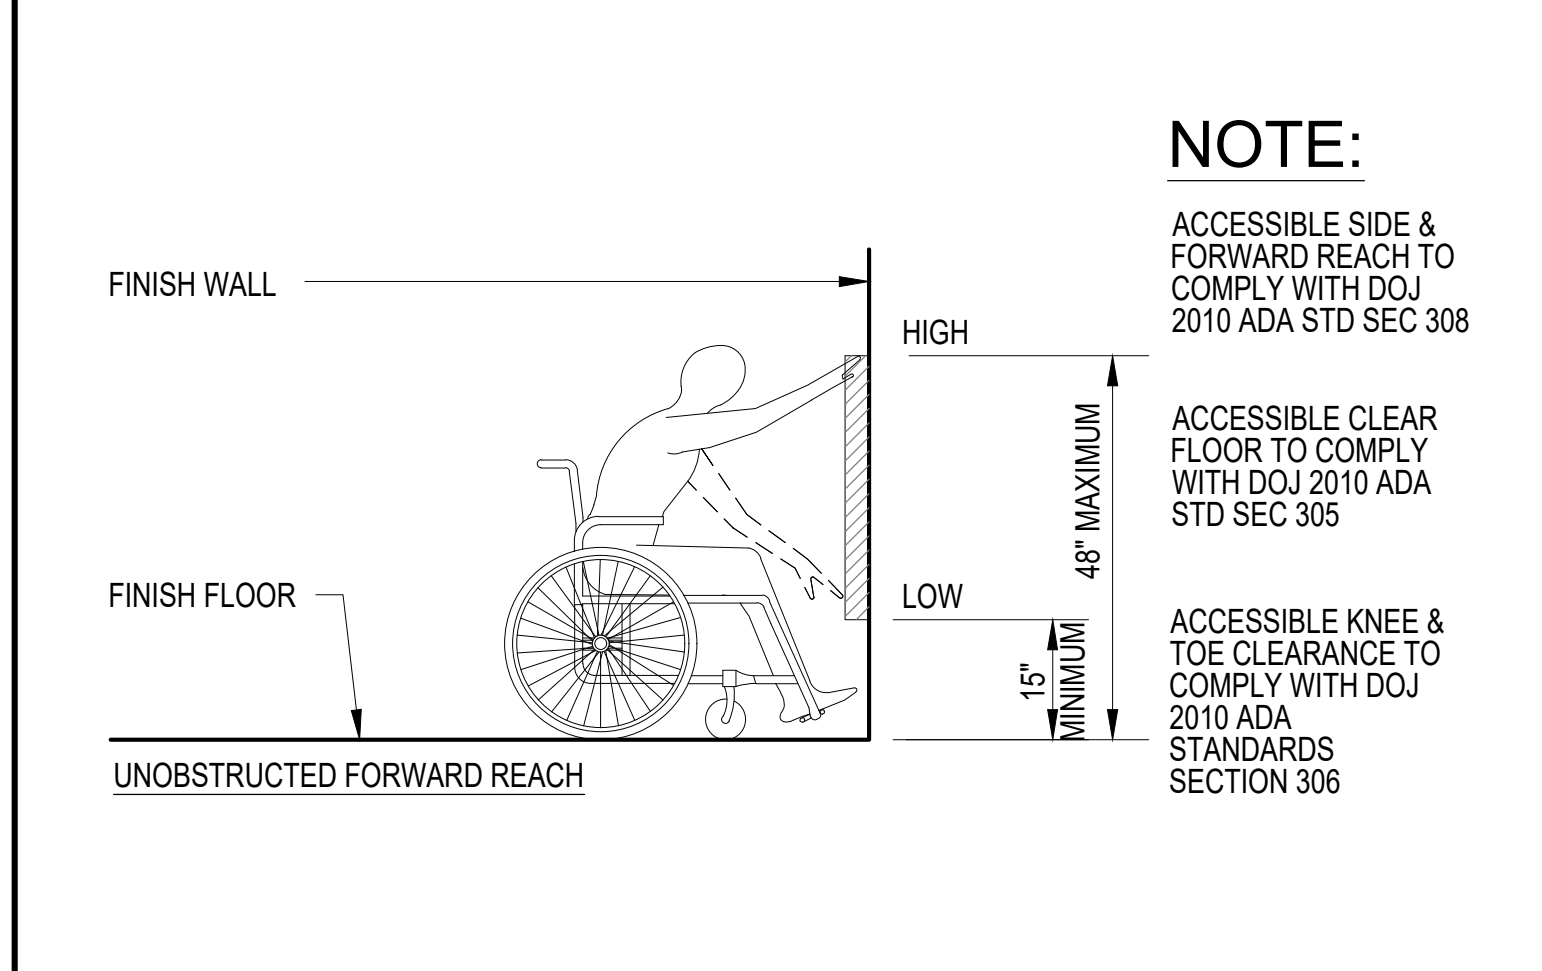 NOTE:
ACCESSIBLE SIDE &
FORWARD REACH TO
COMPLY WITH DOJ
2010 ADA STD SEC 308
FINISH WALL
HIGH
48" MAXIMUM
ACCESSIBLE CLEAR
FLOOR TO COMPLY
WITH DOJ 2010 ADA
STD SEC 305
FINISH FLOOR
LOW
15"
MINIMUM
ACCESSIBLE KNEE &
TOE CLEARANCE TO
COMPLY WITH DOJ
2010 ADA
STANDARDS
SECTION 306
UNOBSTRUCTED FORWARD REACH